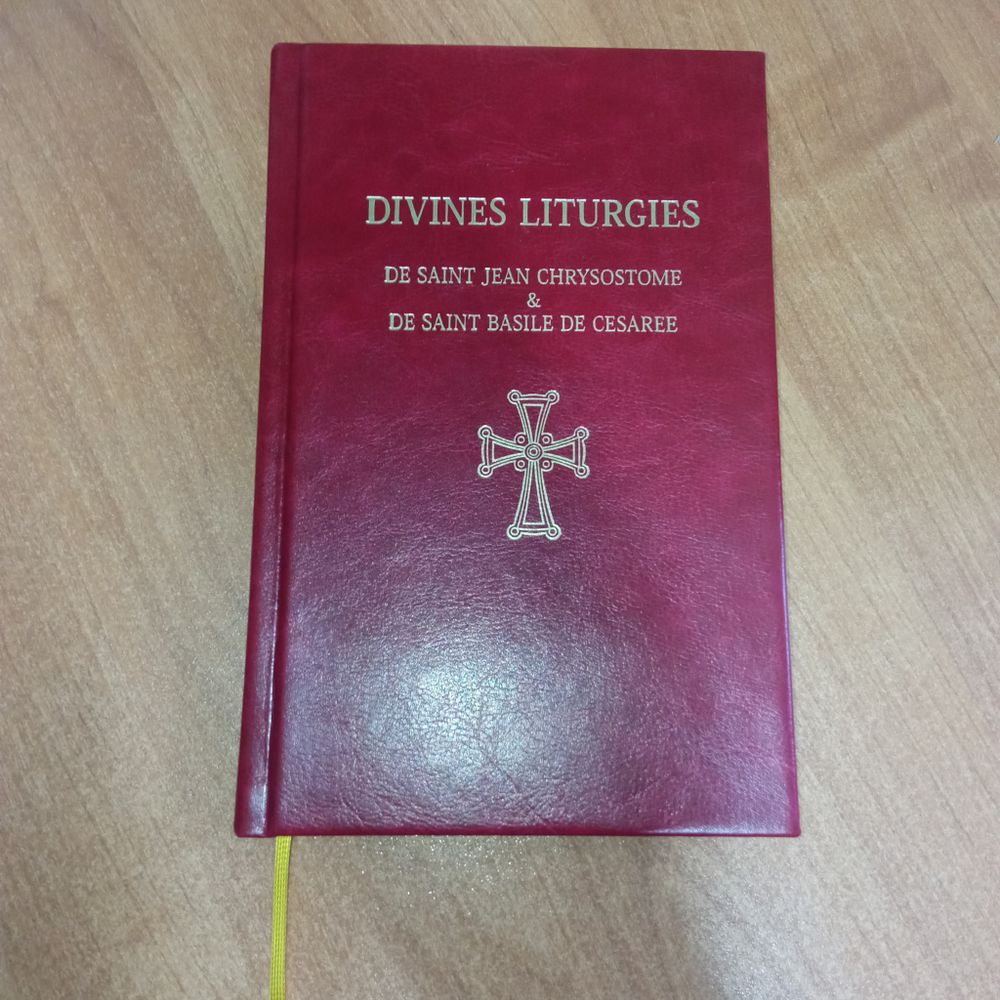 DIVINES LITURGIES
DE SAINT JEAN CHRYSOSTOME
&
DE SAINT BASILE DE CESAREE